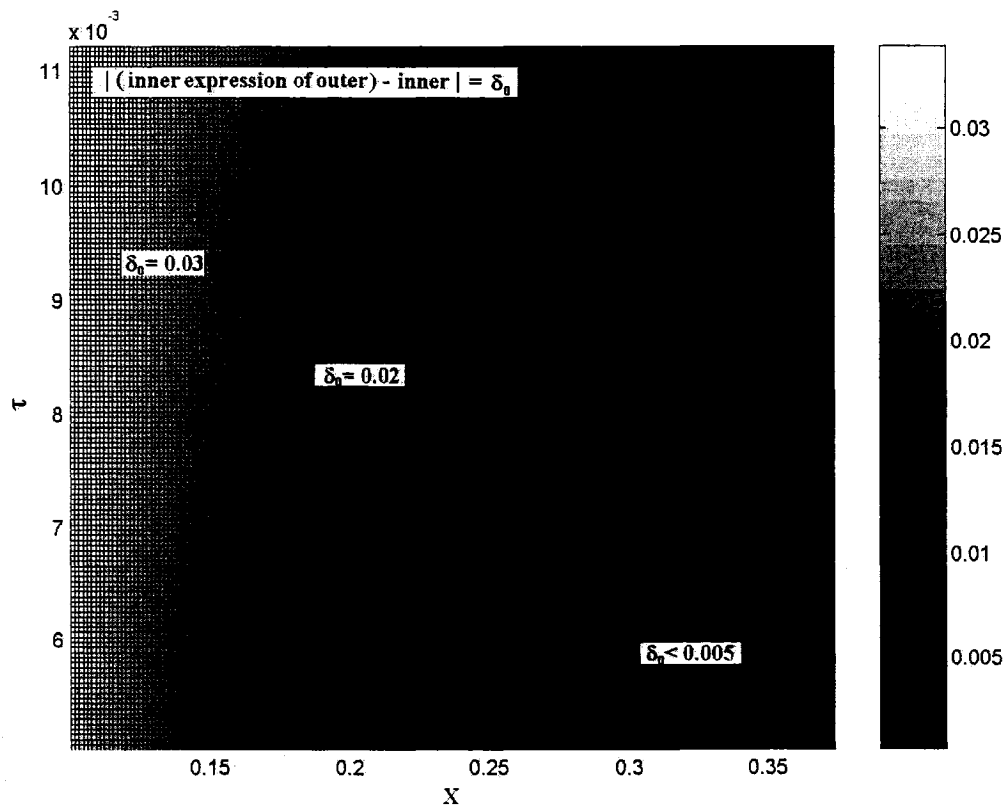 x 10⁻³
11
10
9
8
7
6
τ
| (inner expression of outer) - inner | = δ₀
δ₀= 0.03
δ₀= 0.02
δ₀< 0.005
0.15
0.2
0.25
0.3
0.35
X
0.03
0.025
0.02
0.015
0.01
0.005